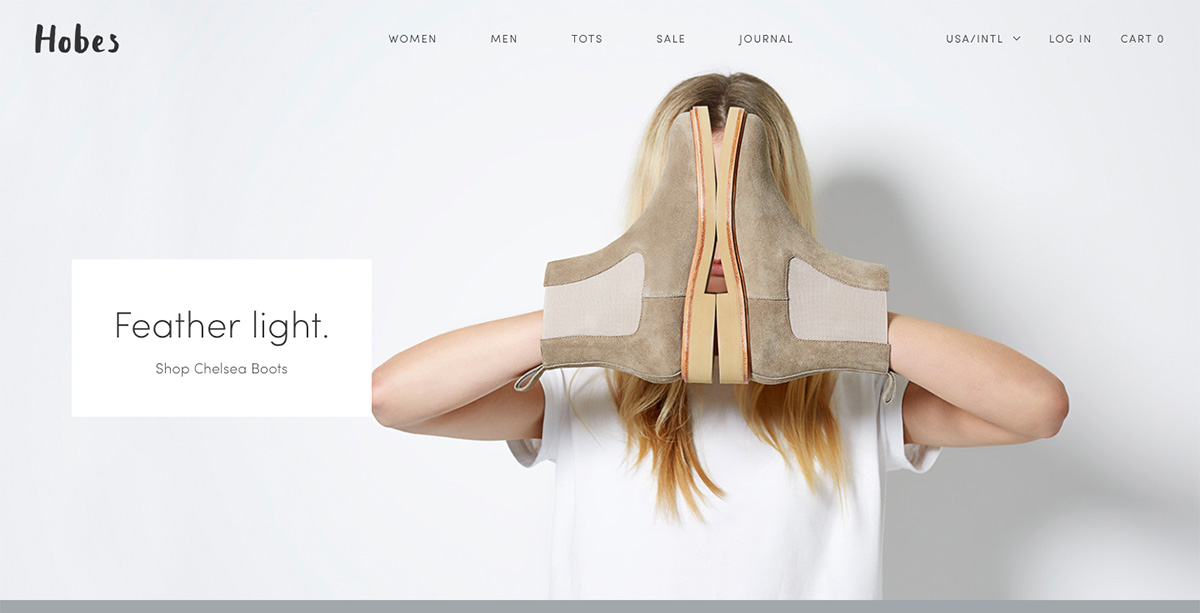 Hobes
WOMEN MEN TOTS SALE JOURNAL USA/INTL LOG IN CART 0
Feather light.
Shop Chelsea Boots